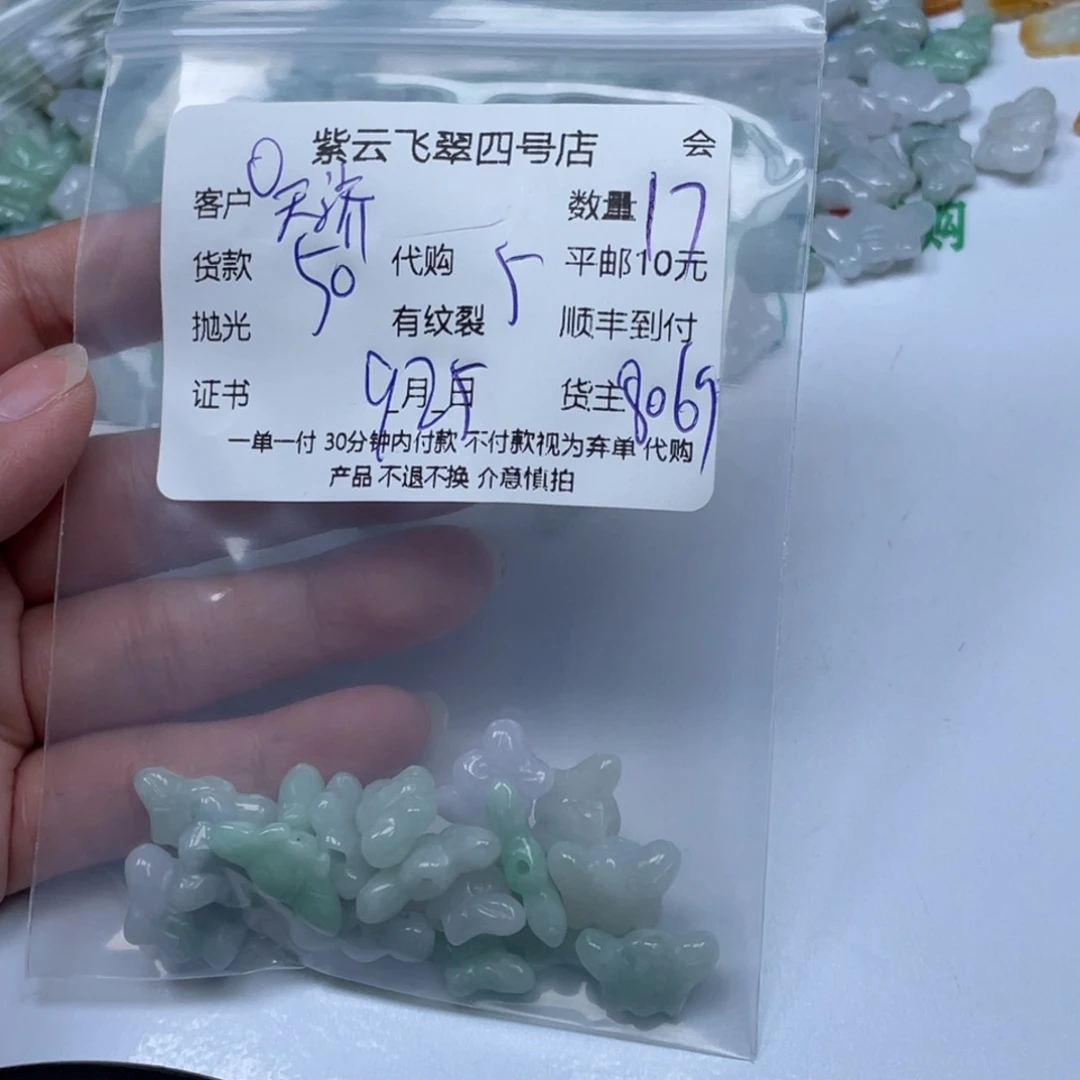 紫云飞翠四号店 会
客户 天济 数量 17
货款 50 代购 5 平邮10元
抛光 有纹裂 顺丰到付
证书 9月25日 货主 8069
一单一付 30分钟内付款 不付款视为弃单 代购
产品 不退不换 介意慎拍
购